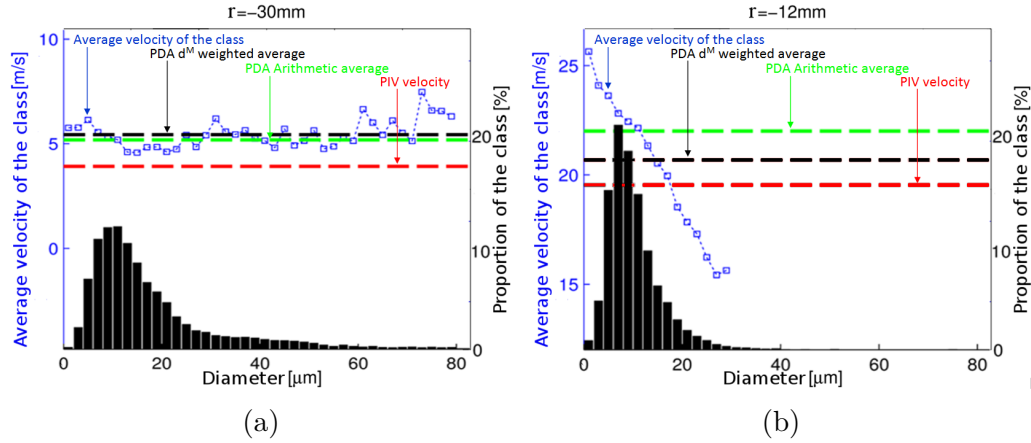 r=−30mm
10
5
0
Average velocity of the class[m/s]
Average velocity of the class
PDA dᴹ weighted average
PDA Arithmetic average
PIV velocity
20
10
0
Proportion of the class[%]
0 20 40 60 80
Diameter[μm]
(a)
r=−12mm
25
20
15
Average velocity of the class[m/s]
Average velocity of the class
PDA dᴹ weighted average
PDA Arithmetic average
PIV velocity
20
10
0
Proportion of the class[%]
0 20 40 60 80
Diameter[μm]
(b)